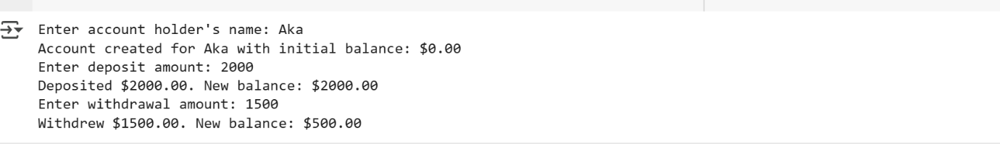 Enter account holder's name: Aka
Account created for Aka with initial balance: $0.00
Enter deposit amount: 2000
Deposited $2000.00. New balance: $2000.00
Enter withdrawal amount: 1500
Withdrew $1500.00. New balance: $500.00